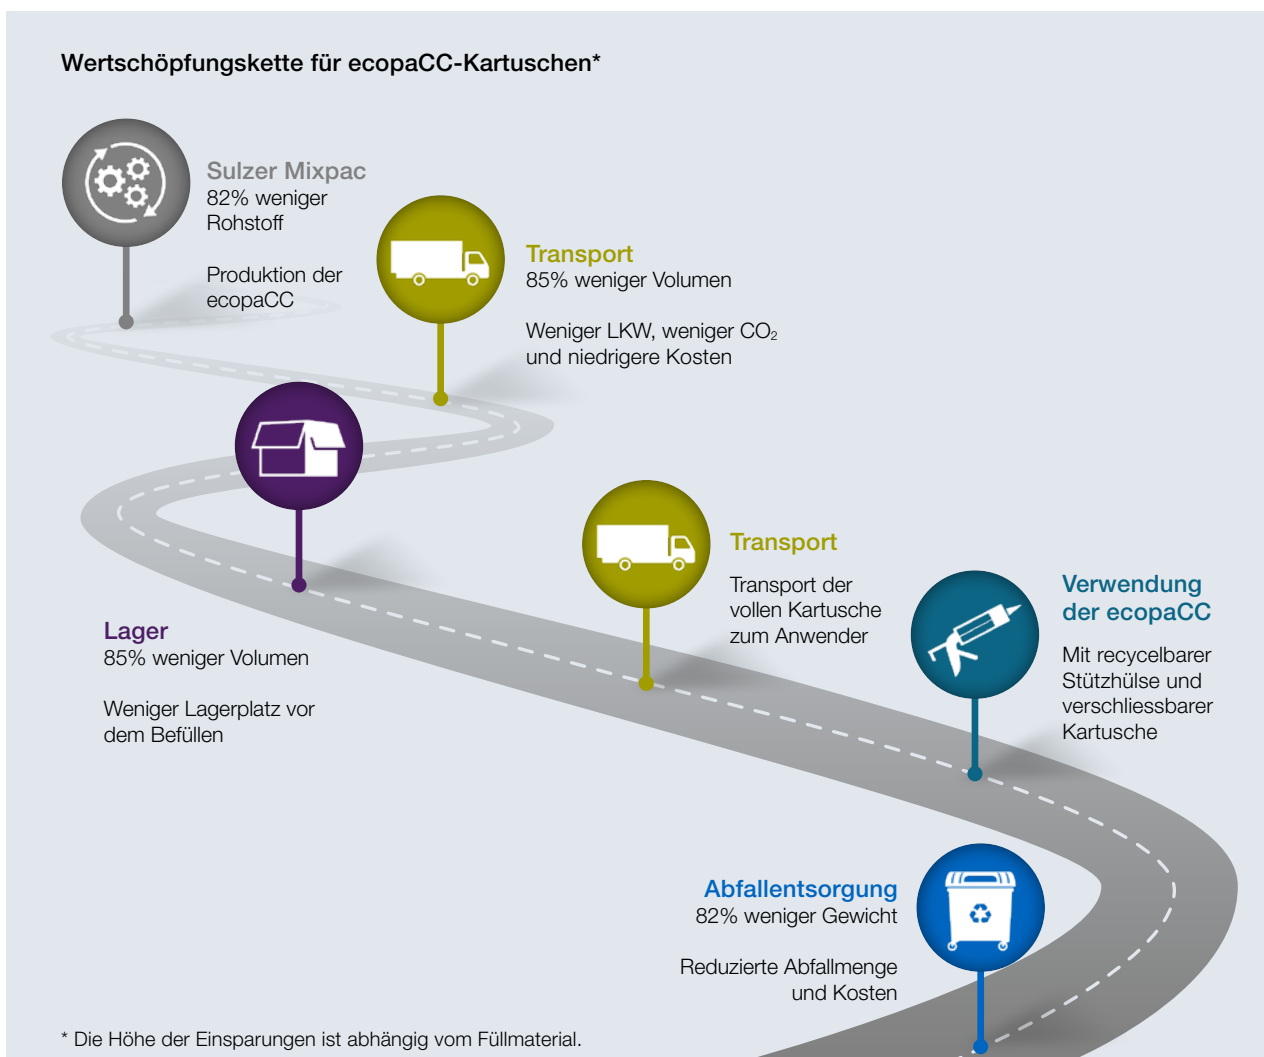 Wertschöpfungskette für ecopaCC-Kartuschen*
Sulzer Mixpac
82% weniger
Rohstoff
Produktion der
ecopaCC
Transport
85% weniger Volumen
Weniger LKW, weniger CO₂
und niedrigere Kosten
Lager
85% weniger Volumen
Weniger Lagerplatz vor
dem Befüllen
Transport
Transport der
vollen Kartusche
zum Anwender
Verwendung
der ecopaCC
Mit recycelbarer
Stützhülse und
verschliessbarer
Kartusche
Abfallentsorgung
82% weniger Gewicht
Reduzierte Abfallmenge
und Kosten
* Die Höhe der Einsparungen ist abhängig vom Füllmaterial.